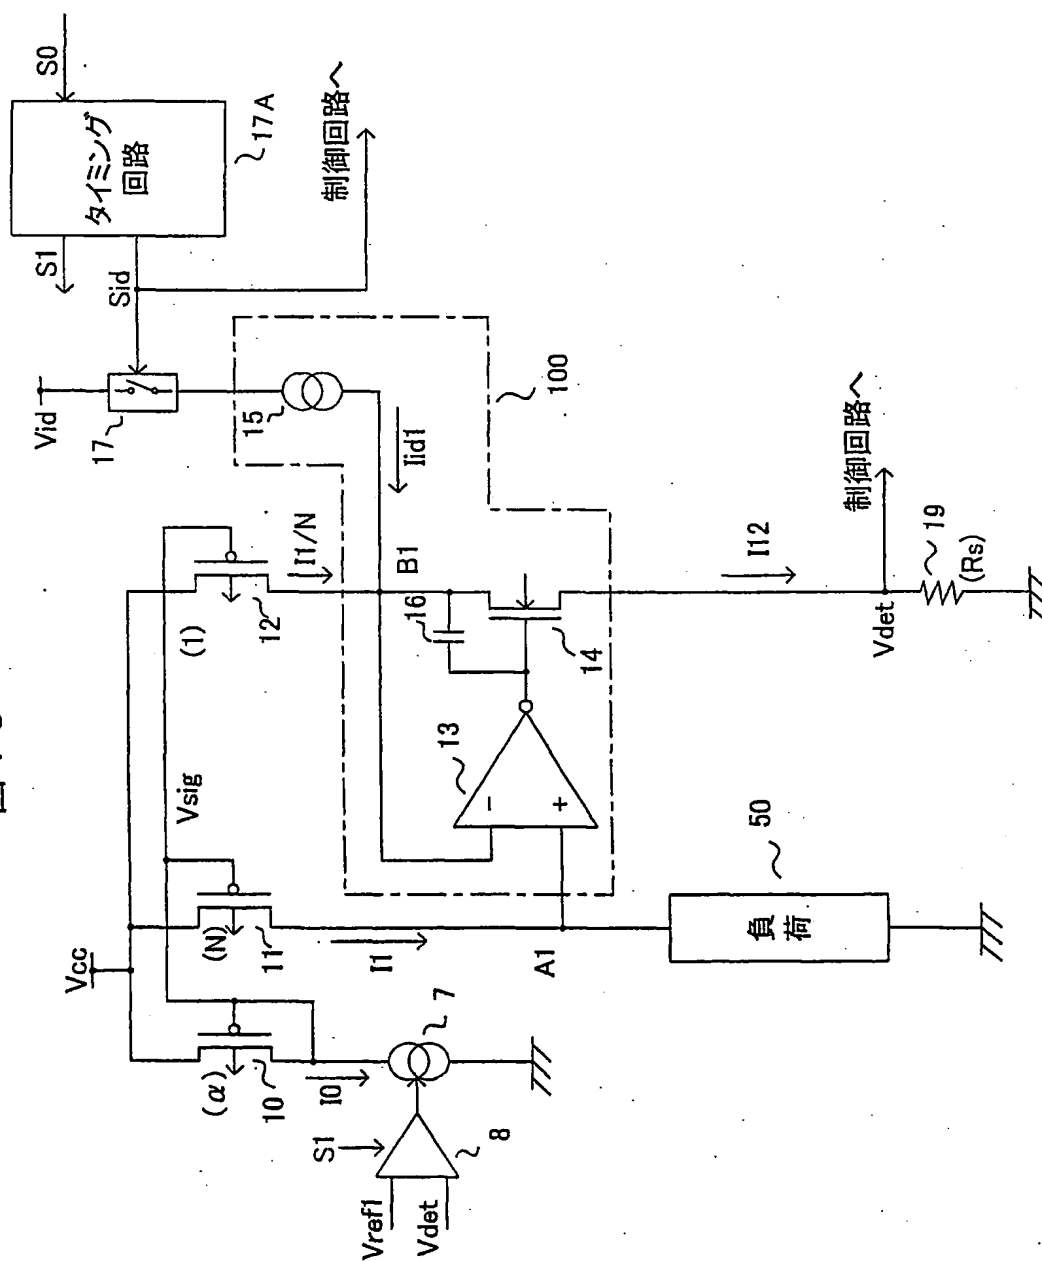 Vcc
Vsig
(α)
10
I0
(N)
11
I1
(1)
12
I1/N
Vid
17
Sid
S1
S0
タイミング
回路
17A
制御回路へ
15
Iid1
100
B1
16
13
-
+
14
A1
I12
S1
Vref1
Vdet
8
7
50
負
荷
Vdet
制御回路へ
19
(Rs)